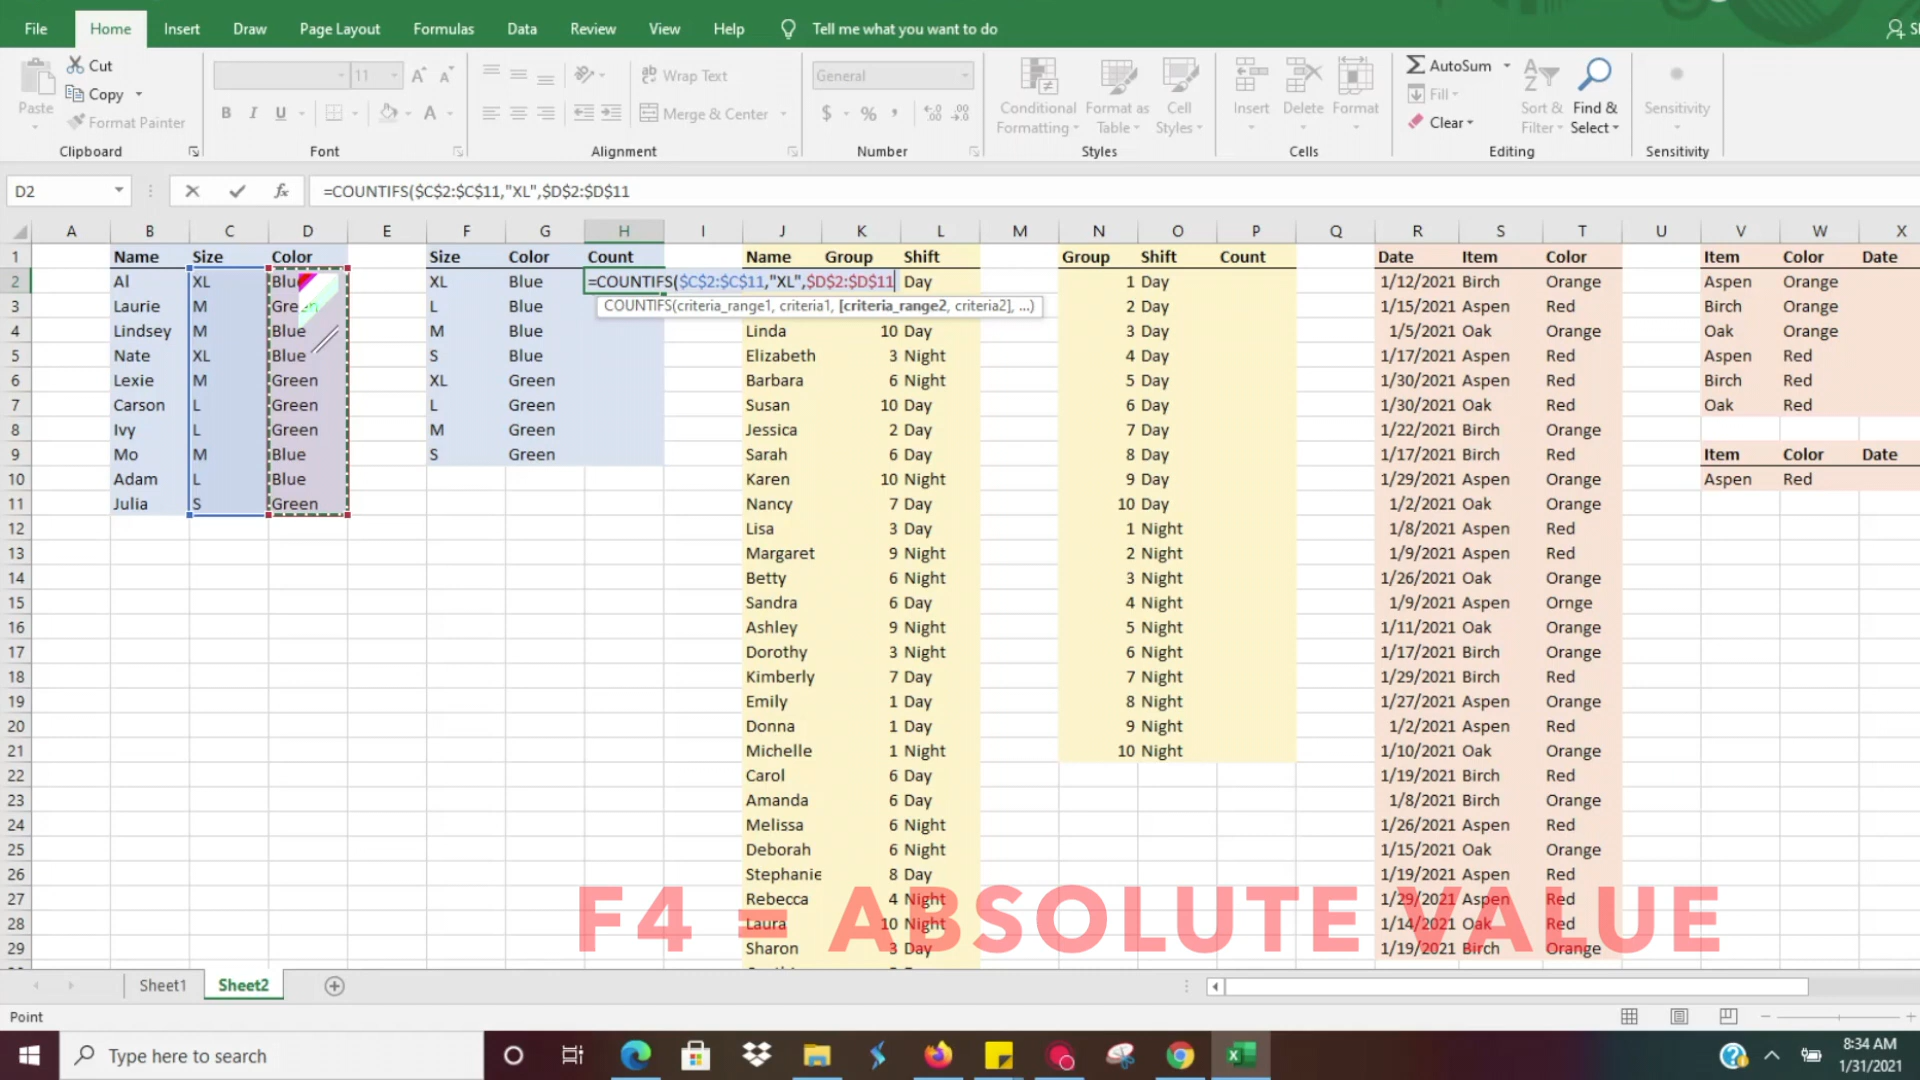 File Home Insert Draw Page Layout Formulas Data Review View Help Tell me what you want to do
Cut
Copy
Format Painter
Paste
11
Wrap Text
Merge & Center
General
Conditional Formatting
Format as Table
Cell Styles
Insert
Delete
Format
AutoSum
Fill
Clear
Sort & Filter
Find & Select
Sensitivity
Clipboard Font Alignment Number Styles Cells Editing Sensitivity
D2 fx =COUNTIFS($C$2:$C$11,"XL",$D$2:$D$11
A B C D E F G H I J K L M N O P Q R S T U V W X
1 Name Size Color Size Color Count Name Group Shift Group Shift Count Date Item Color Item Color Date
2 Al XL Blue XL Blue =COUNTIFS($C$2:$C$11,"XL",$D$2:$D$11 Day 1 Day 1/12/2021 Birch Orange Aspen Orange
3 Laurie M Green L Blue COUNTIFS(criteria_range1, criteria1, [criteria_range2, criteria2], ...) 2 Day 1/15/2021 Aspen Red Birch Orange
4 Lindsey M Blue M Blue Linda 10 Day 3 Day 1/5/2021 Oak Orange Oak Orange
5 Nate XL Blue S Blue Elizabeth 3 Night 4 Day 1/17/2021 Aspen Red Aspen Red
6 Lexie M Green XL Green Barbara 6 Night 5 Day 1/30/2021 Aspen Red Birch Red
7 Carson L Green L Green Susan 10 Day 6 Day 1/30/2021 Oak Red Oak Red
8 Ivy L Green M Green Jessica 2 Day 7 Day 1/22/2021 Birch Orange
9 Mo M Blue S Green Sarah 6 Day 8 Day 1/17/2021 Birch Red Item Color Date
10 Adam L Blue Karen 10 Night 9 Day 1/29/2021 Aspen Orange Aspen Red
11 Julia S Green Nancy 7 Day 10 Day 1/2/2021 Oak Orange
12 Lisa 3 Day 1 Night 1/8/2021 Aspen Red
13 Margaret 9 Night 2 Night 1/9/2021 Aspen Red
14 Betty 6 Night 3 Night 1/26/2021 Oak Orange
15 Sandra 6 Day 4 Night 1/9/2021 Aspen Ornge
16 Ashley 9 Night 5 Night 1/11/2021 Oak Orange
17 Dorothy 3 Night 6 Night 1/17/2021 Birch Orange
18 Kimberly 7 Day 7 Night 1/29/2021 Birch Red
19 Emily 1 Day 8 Night 1/27/2021 Aspen Orange
20 Donna 1 Day 9 Night 1/2/2021 Aspen Red
21 Michelle 1 Night 10 Night 1/10/2021 Oak Orange
22 Carol 6 Day 1/19/2021 Birch Red
23 Amanda 6 Day 1/8/2021 Birch Orange
24 Melissa 6 Night 1/26/2021 Aspen Red
25 Deborah 6 Night 1/15/2021 Oak Orange
26 Stephanie 8 Day 1/19/2021 Aspen Red
27 Rebecca 4 Night 1/29/2021 Aspen Red
28 Laura 10 Night 1/14/2021 Oak Red
29 Sharon 3 Day 1/19/2021 Birch Orange
F4 = ABSOLUTE VALUE
Sheet1 Sheet2
Point
Type here to search
8:34 AM
1/31/2021